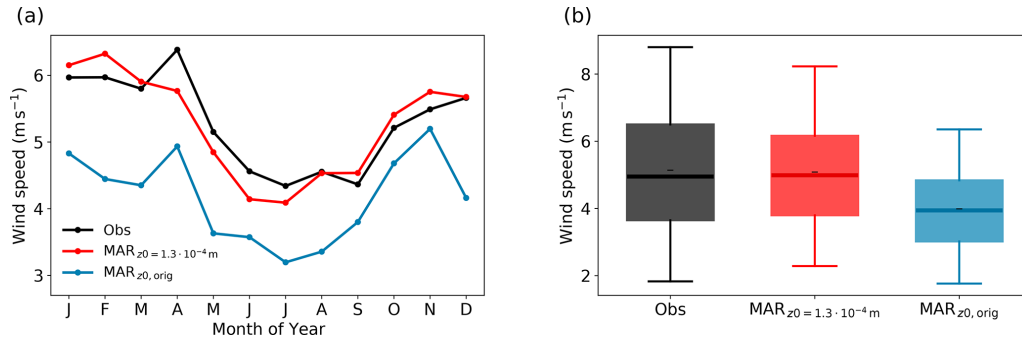 (a)
Wind speed (m s⁻¹)
6
5
4
3
Obs
MAR z0 = 1.3 · 10⁻⁴ m
MAR z0, orig
J F M A M J J A S O N D
Month of Year
(b)
Wind speed (m s⁻¹)
8
6
4
2
Obs MAR z0 = 1.3 · 10⁻⁴ m MAR z0, orig